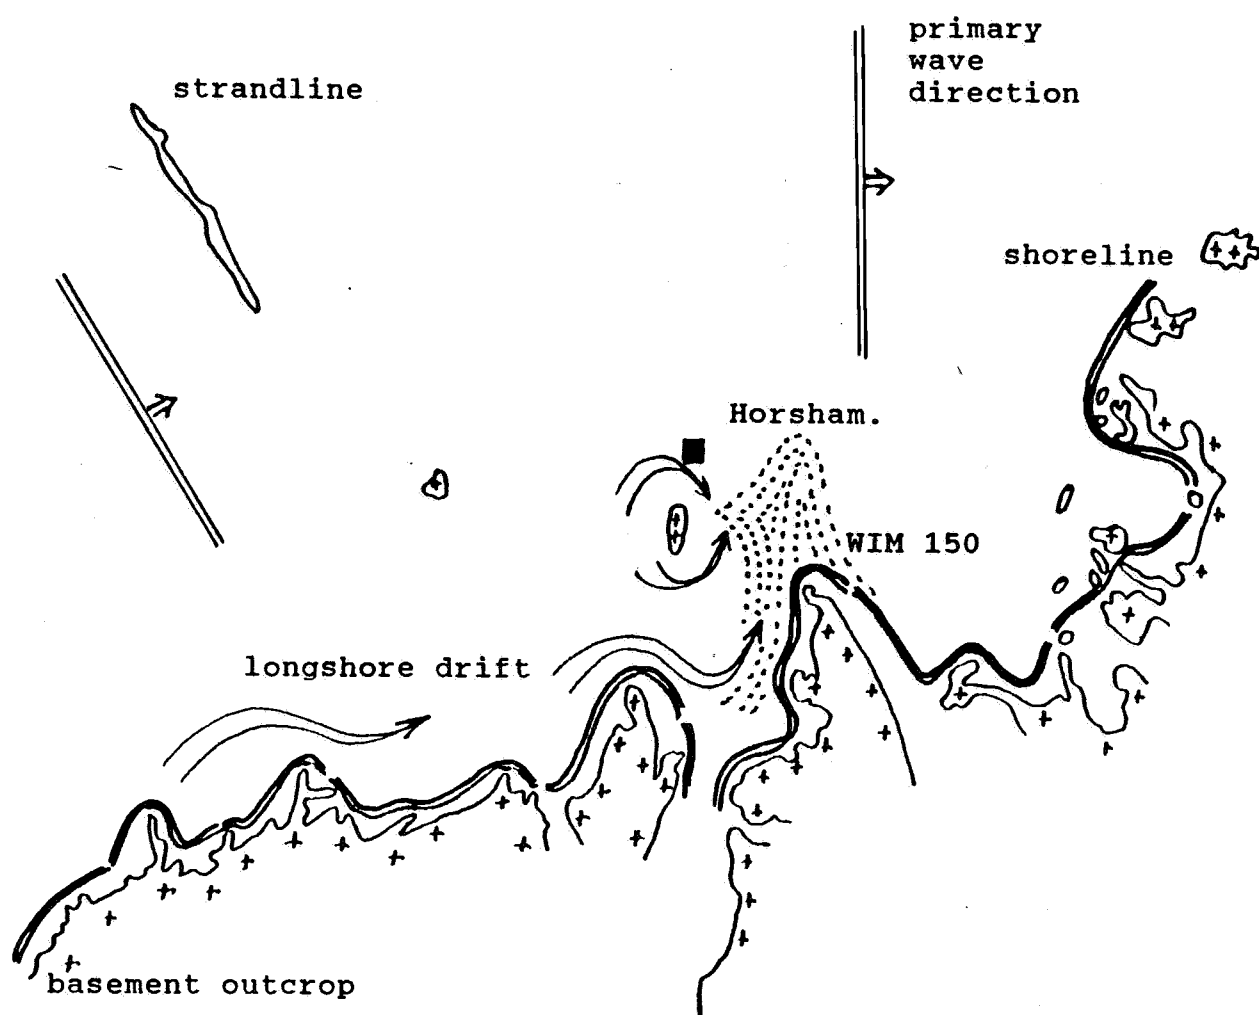 primary
wave
direction
strandline
shoreline
Horsham.
WIM 150
longshore drift
basement outcrop